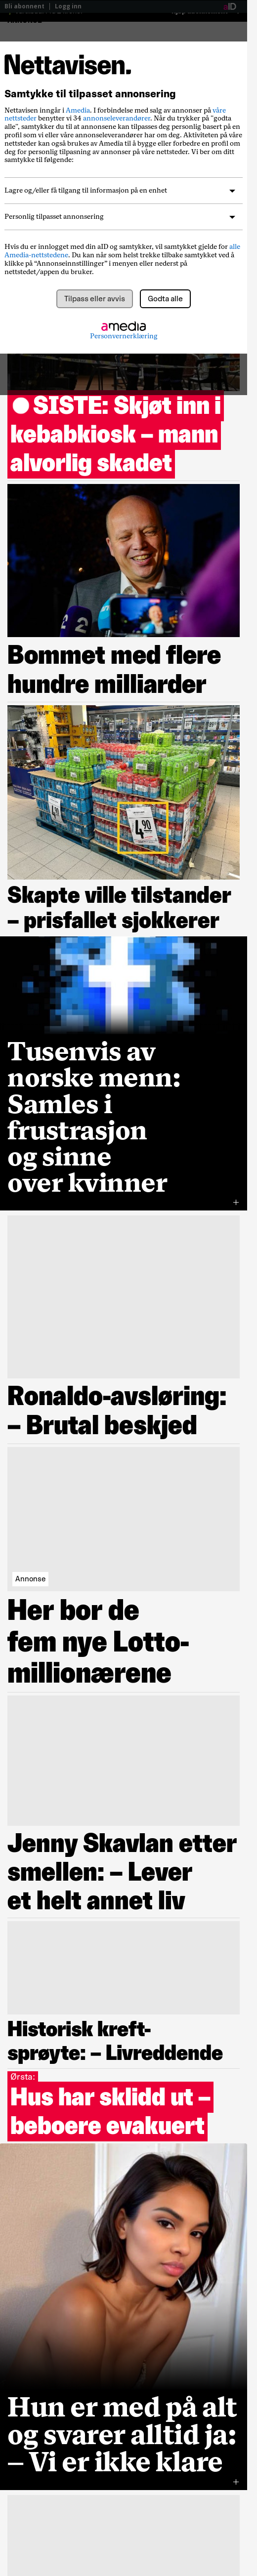 Bli abonnent | Logg inn
aID
Nettavisen.
Samtykke til tilpasset annonsering
Nettavisen inngår i Amedia. I forbindelse med salg av annonser på våre
nettsteder benytter vi 34 annonseleverandører. Når du trykker på "godta
alle", samtykker du til at annonsene kan tilpasses deg personlig basert på en
profil som våre annonseleverandører har om deg. Aktiviteten på våre
nettsteder kan også brukes av Amedia til å bygge eller forbedre en profil om
deg for personlig tilpasning av annonser på våre nettsteder. Vi ber om ditt
samtykke til følgende:
Lagre og/eller få tilgang til informasjon på en enhet
Personlig tilpasset annonsering
Hvis du er innlogget med din aID og samtykker, vil samtykket gjelde for alle
Amedia-nettstedene. Du kan når som helst trekke tilbake samtykket ved å
klikke på “Annonseinnstillinger” i menyen eller nederst på
nettstedet/appen du bruker.
Tilpass eller avvis
Godta alle
amedia
Personvernerklæring
SISTE: Skjøt inn i
kebabkiosk – mann
alvorlig skadet
2
Bommet med flere
hundre milliarder
4,90
Skapte ville tilstander
– prisfallet sjokkerer
Tusenvis av
norske menn:
Samles i
frustrasjon
og sinne
over kvinner
+
Ronaldo-avsløring:
– Brutal beskjed
Annonse
Her bor de
fem nye Lotto-
millionærene
Jenny Skavlan etter
smellen: – Lever
et helt annet liv
Historisk kreft-
sprøyte: – Livreddende
Ørsta:
Hus har sklidd ut –
beboere evakuert
Hun er med på alt
og svarer alltid ja:
– Vi er ikke klare
+